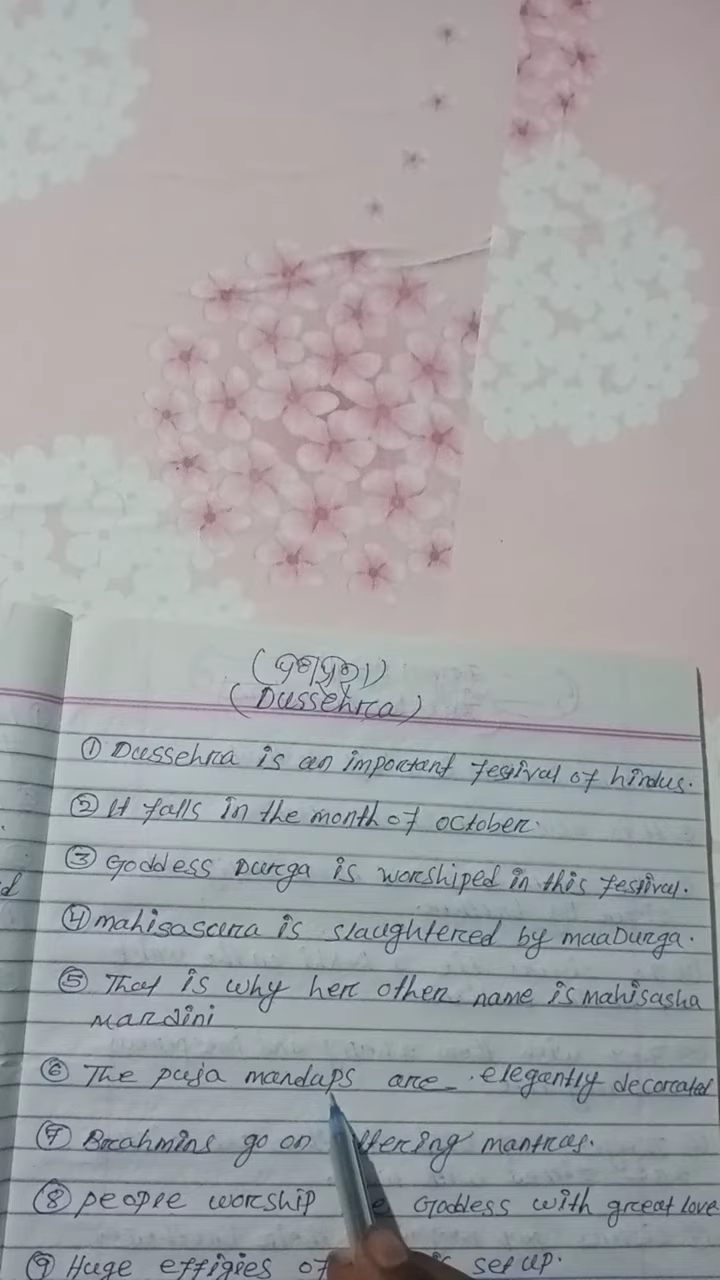 (ଦଶହରା)
(Dussehra)
① Dussehra is an important festival of hindus.
② It falls in the month of october.
③ Goddess Durga is worshiped in this festival.
④ mahisasura is slaughtered by maaDurga.
⑤ That is why her other name is mahisasha
mardini
⑥ The puja mandaps are elegantly decorated
⑦ Brahmins go on mantras.
⑧ people worship Goddess with great love
⑨ Huge effigies of set up.